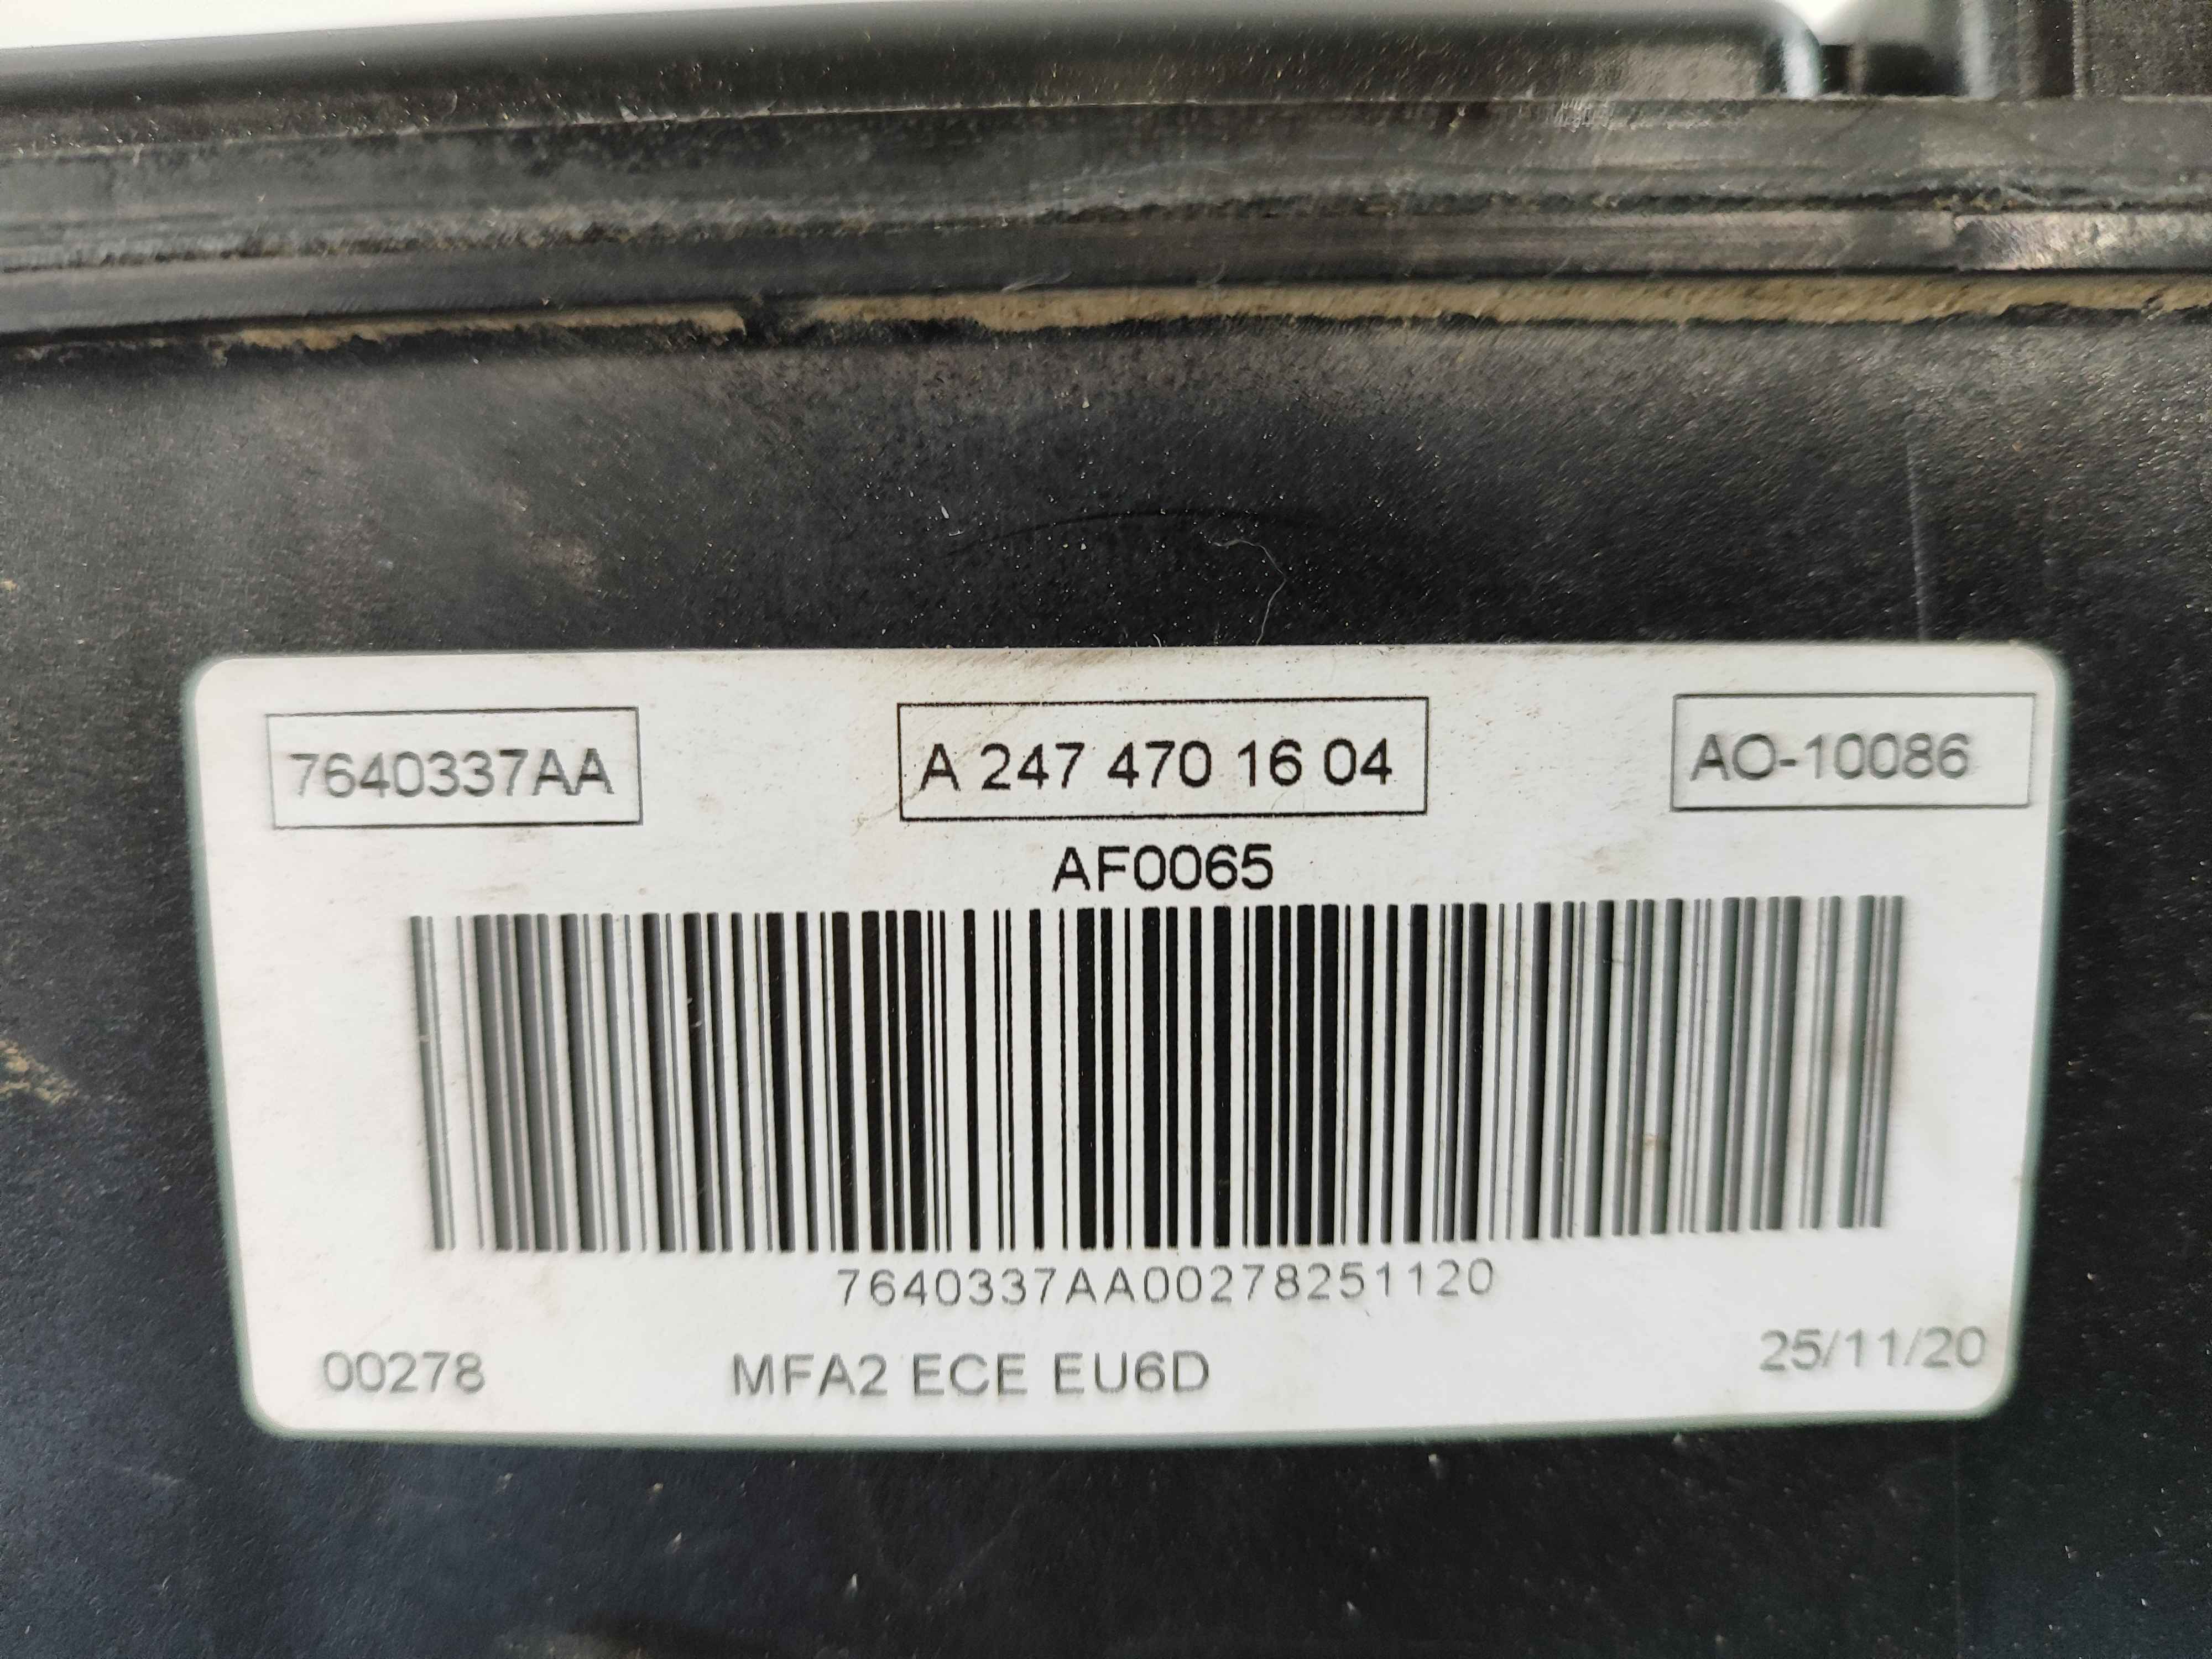 7640337AA A 247 470 16 04 AO-10086
AF0065
7640337AA00278251120
00278 MFA2 ECE EU6D 25/11/20